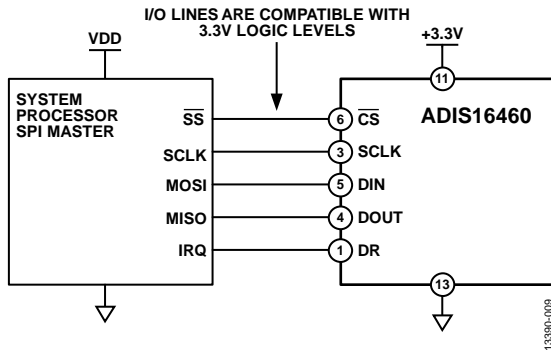 I/O LINES ARE COMPATIBLE WITH
3.3V LOGIC LEVELS
VDD
+3.3V
SYSTEM
PROCESSOR
SPI MASTER
11
ADIS16460
SS
6
CS
SCLK
3
SCLK
MOSI
5
DIN
MISO
4
DOUT
IRQ
1
DR
13
13390-009